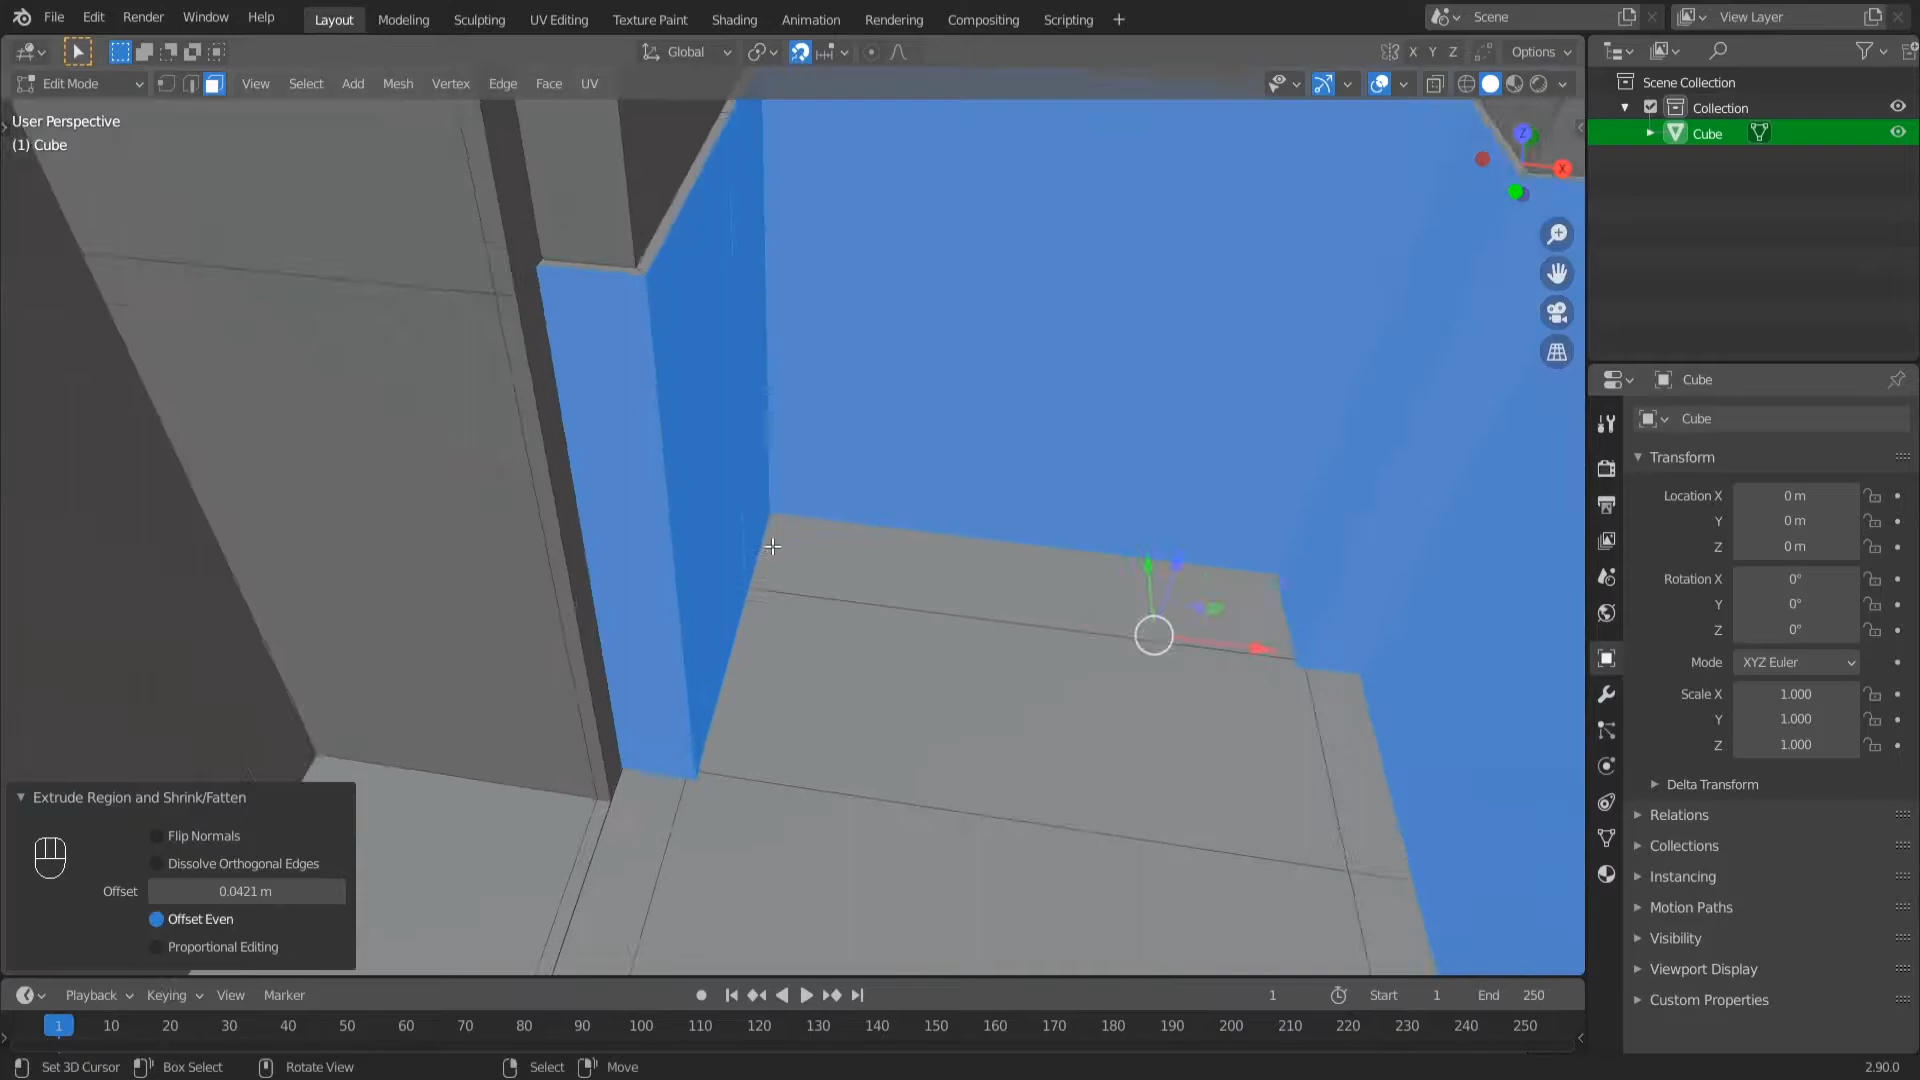 File Edit Render Window Help Layout Modeling Sculpting UV Editing Texture Paint Shading Animation Rendering Compositing Scripting + Scene View Layer
Global X Y Z Options
Edit Mode View Select Add Mesh Vertex Edge Face UV
User Perspective
(1) Cube
Z
X
Scene Collection
Collection
Cube
Cube
Cube
Transform
Location X 0 m
Y 0 m
Z 0 m
Rotation X 0°
Y 0°
Z 0°
Mode XYZ Euler
Scale X 1.000
Y 1.000
Z 1.000
Delta Transform
Relations
Collections
Instancing
Motion Paths
Visibility
Viewport Display
Custom Properties
Extrude Region and Shrink/Fatten
Flip Normals
Dissolve Orthogonal Edges
Offset 0.0421 m
Offset Even
Proportional Editing
Playback Keying View Marker 1 Start 1 End 250
1 10 20 30 40 50 60 70 80 90 100 110 120 130 140 150 160 170 180 190 200 210 220 230 240 250
Set 3D Cursor Box Select Rotate View Select Move 2.90.0